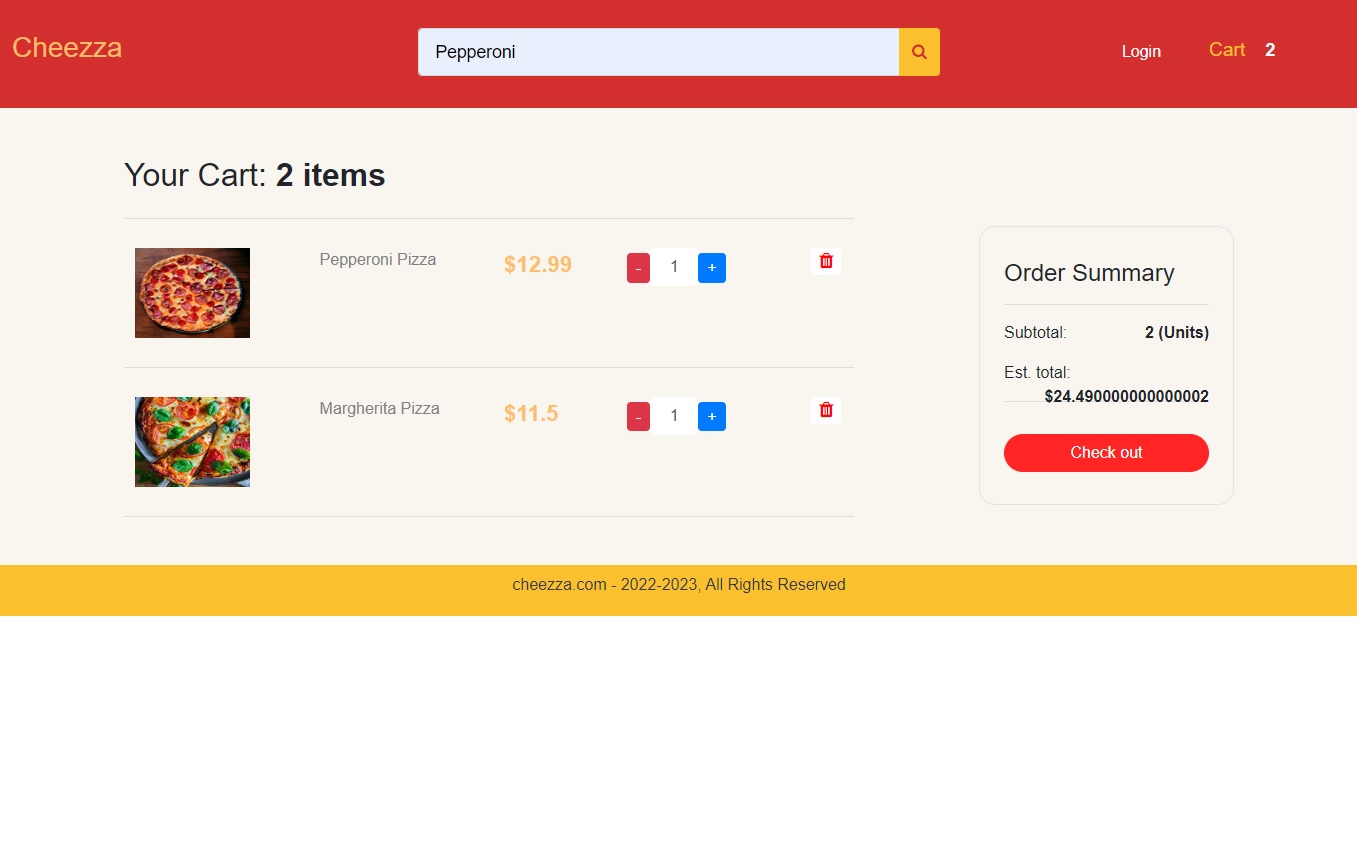 Cheezza
Pepperoni
Login
Cart 2
Your Cart: 2 items
Pepperoni Pizza
$12.99
- 1 +
Margherita Pizza
$11.5
- 1 +
Order Summary
Subtotal: 2 (Units)
Est. total:
$24.490000000000002
Check out
cheezza.com - 2022-2023, All Rights Reserved